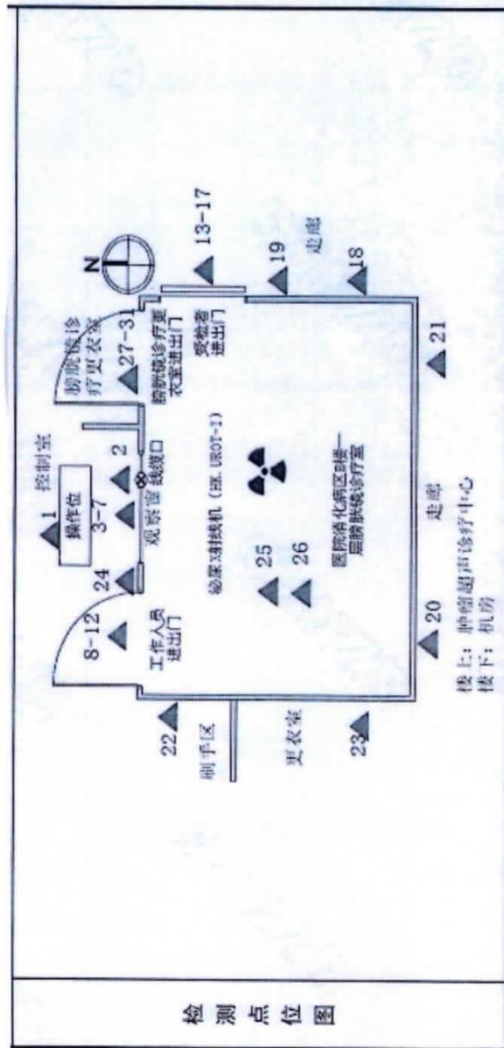 检测点位图
N
1
控制室
操作位
膀胱镜诊
疗更衣室
24
3-7
2
27-31
8-12
观察窗
线缆口
膀胱镜诊疗更
衣室进出门
13-17
工作人员
进出门
受检者
进出门
22
刷手区
泌尿X射线机 (HK.UROT-I)
19
走廊
25
26
更衣室
医院消化病区B楼一
层膀胱镜诊疗室
18
23
20
走廊
21
楼上: 肿瘤超声诊疗中心
楼下: 机房